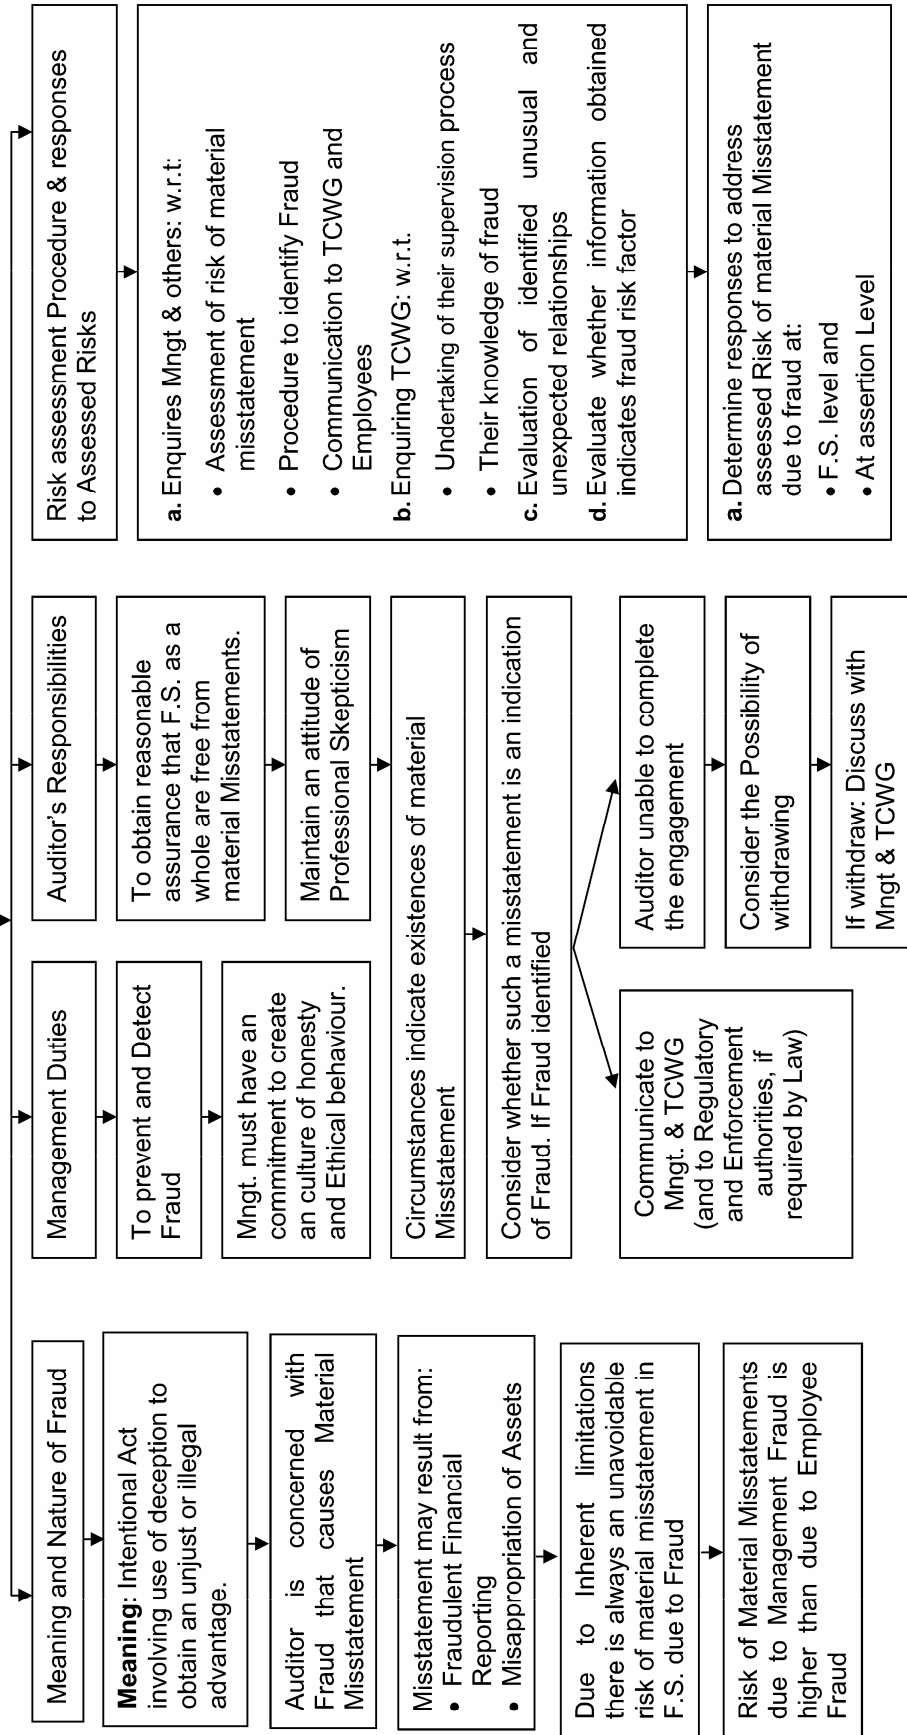 Meaning and Nature of Fraud
Meaning: Intentional Act
involving use of deception to
obtain an unjust or illegal
advantage.
Auditor is concerned with
Fraud that causes Material
Misstatement
Misstatement may result from:
• Fraudulent Financial
Reporting
• Misappropriation of Assets
Due to Inherent limitations
there is always an unavoidable
risk of material misstatement in
F.S. due to Fraud
Risk of Material Misstatements
due to Management Fraud is
higher than due to Employee
Fraud
Management Duties
To prevent and Detect
Fraud
Mngt. must have an
commitment to create
an culture of honesty
and Ethical behaviour.
Auditor's Responsibilities
To obtain reasonable
assurance that F.S. as a
whole are free from
material Misstatements.
Maintain an attitude of
Professional Skepticism
Circumstances indicate existences of material
Misstatement
Consider whether such a misstatement is an indication
of Fraud. If Fraud identified
Communicate to
Mngt. & TCWG
(and to Regulatory
and Enforcement
authorities, if
required by Law)
Auditor unable to complete
the engagement
Consider the Possibility of
withdrawing
If withdraw: Discuss with
Mngt & TCWG
Risk assessment Procedure & responses
to Assessed Risks
a. Enquires Mngt & others: w.r.t:
• Assessment of risk of material
misstatement
• Procedure to identify Fraud
• Communication to TCWG and
Employees
b. Enquiring TCWG: w.r.t.
• Undertaking of their supervision process
• Their knowledge of fraud
c. Evaluation of identified unusual and
unexpected relationships
d. Evaluate whether information obtained
indicates fraud risk factor
a. Determine responses to address
assessed Risk of material Misstatement
due to fraud at:
• F.S. level and
• At assertion Level